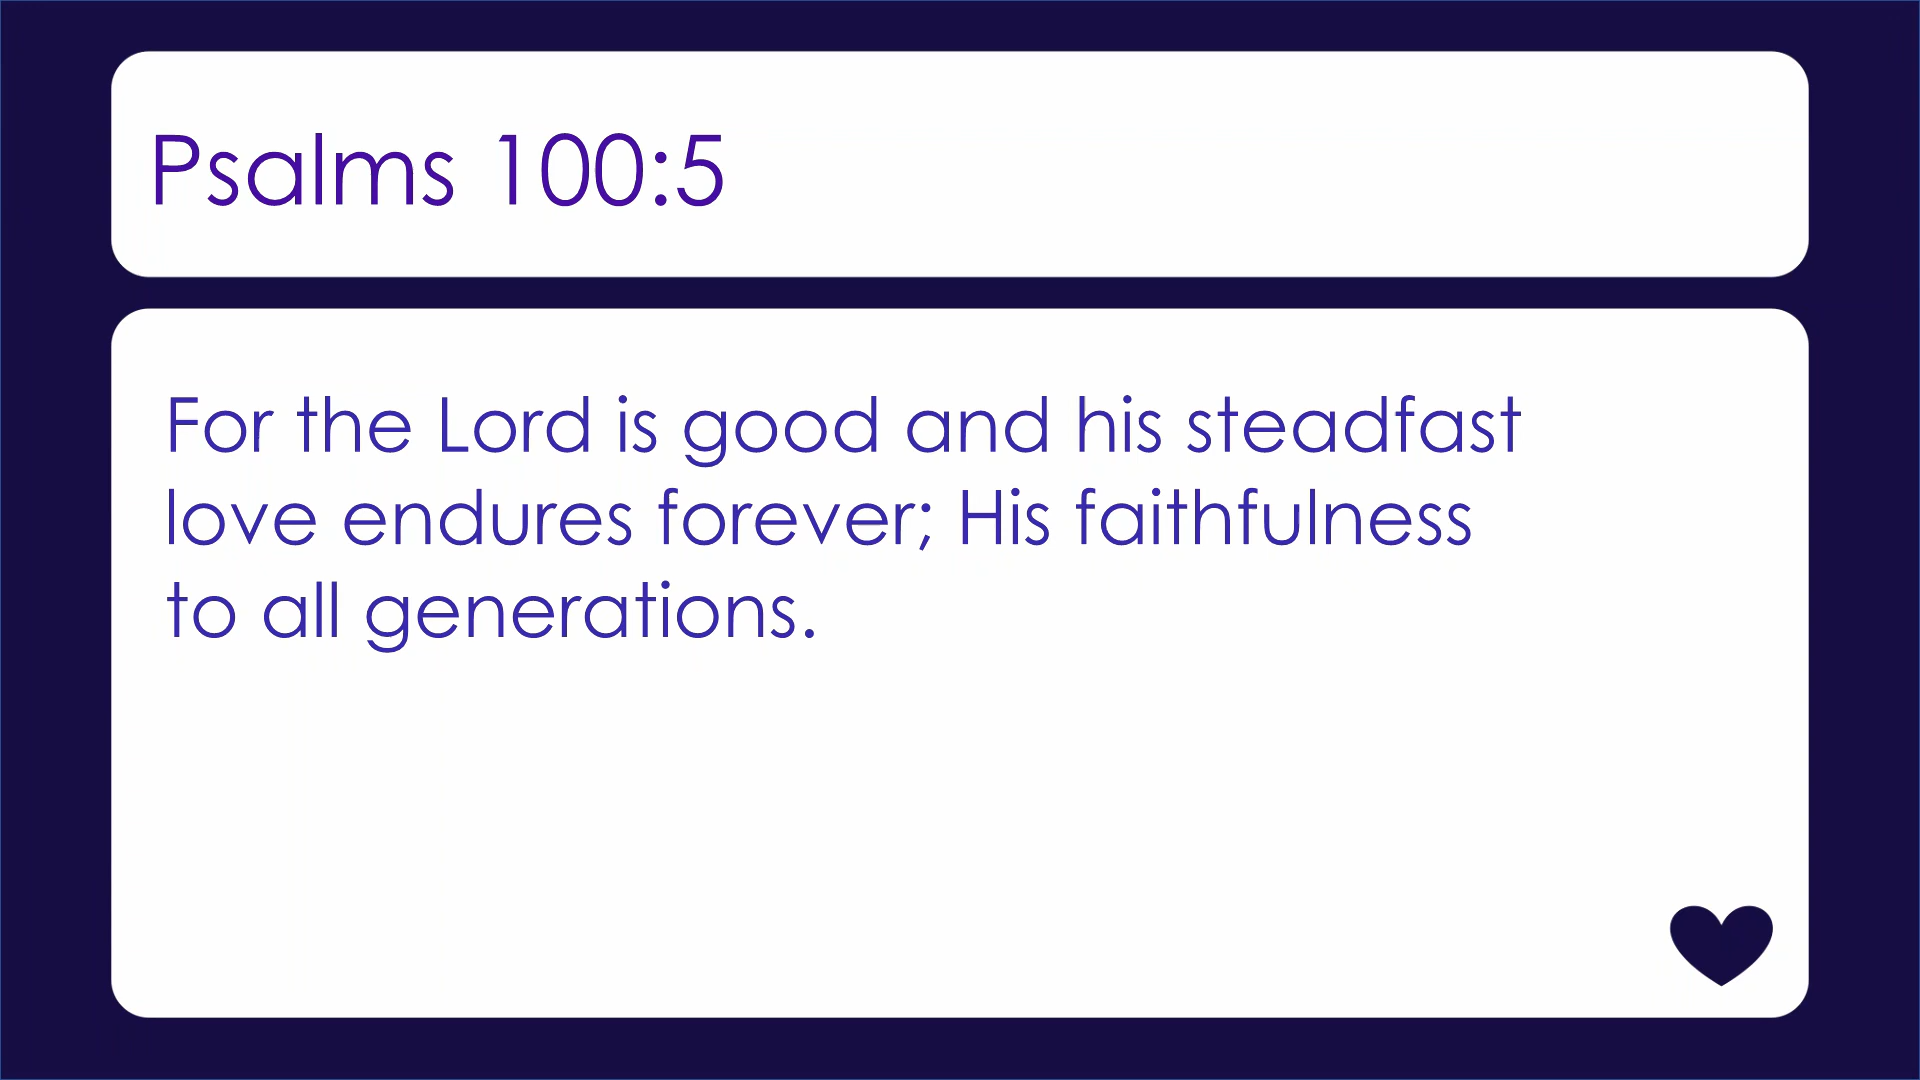 Psalms 100:5
For the Lord is good and his steadfast
love endures forever; His faithfulness
to all generations.